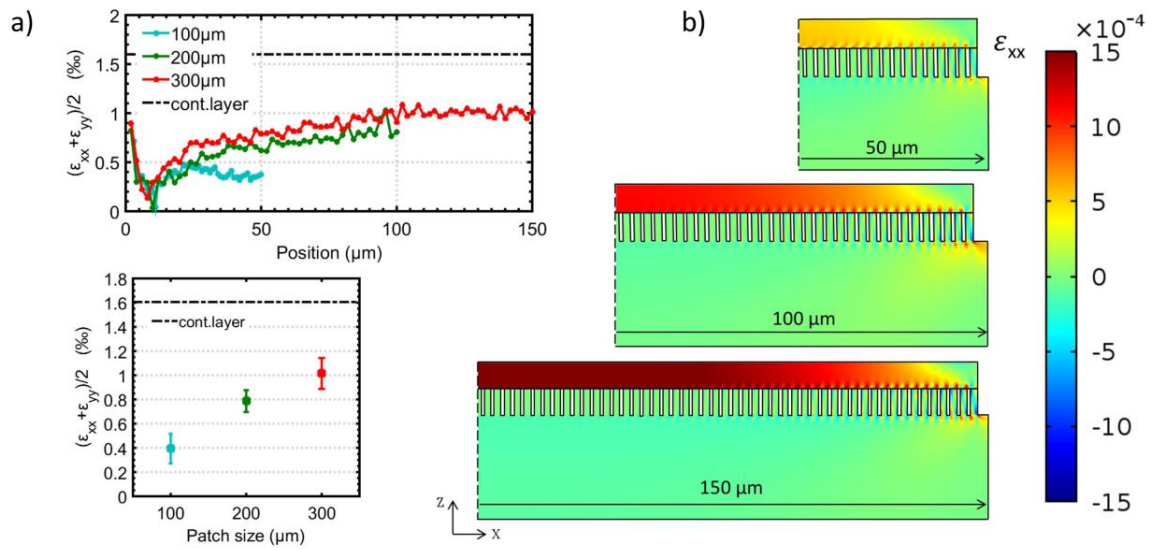 a)
(εxx+εyy)/2 (‰)
2
1.5
1
0.5
0
100µm
200µm
300µm
cont.layer
0 50 100 150
Position (µm)
(εxx+εyy)/2 (‰)
1.8
1.6
1.4
1.2
1
0.8
0.6
0.4
0.2
0
cont.layer
100 200 300
Patch size (µm)
b)
50 µm
100 µm
150 µm
z
x
εxx
×10⁻⁴
15
10
5
0
-5
-10
-15